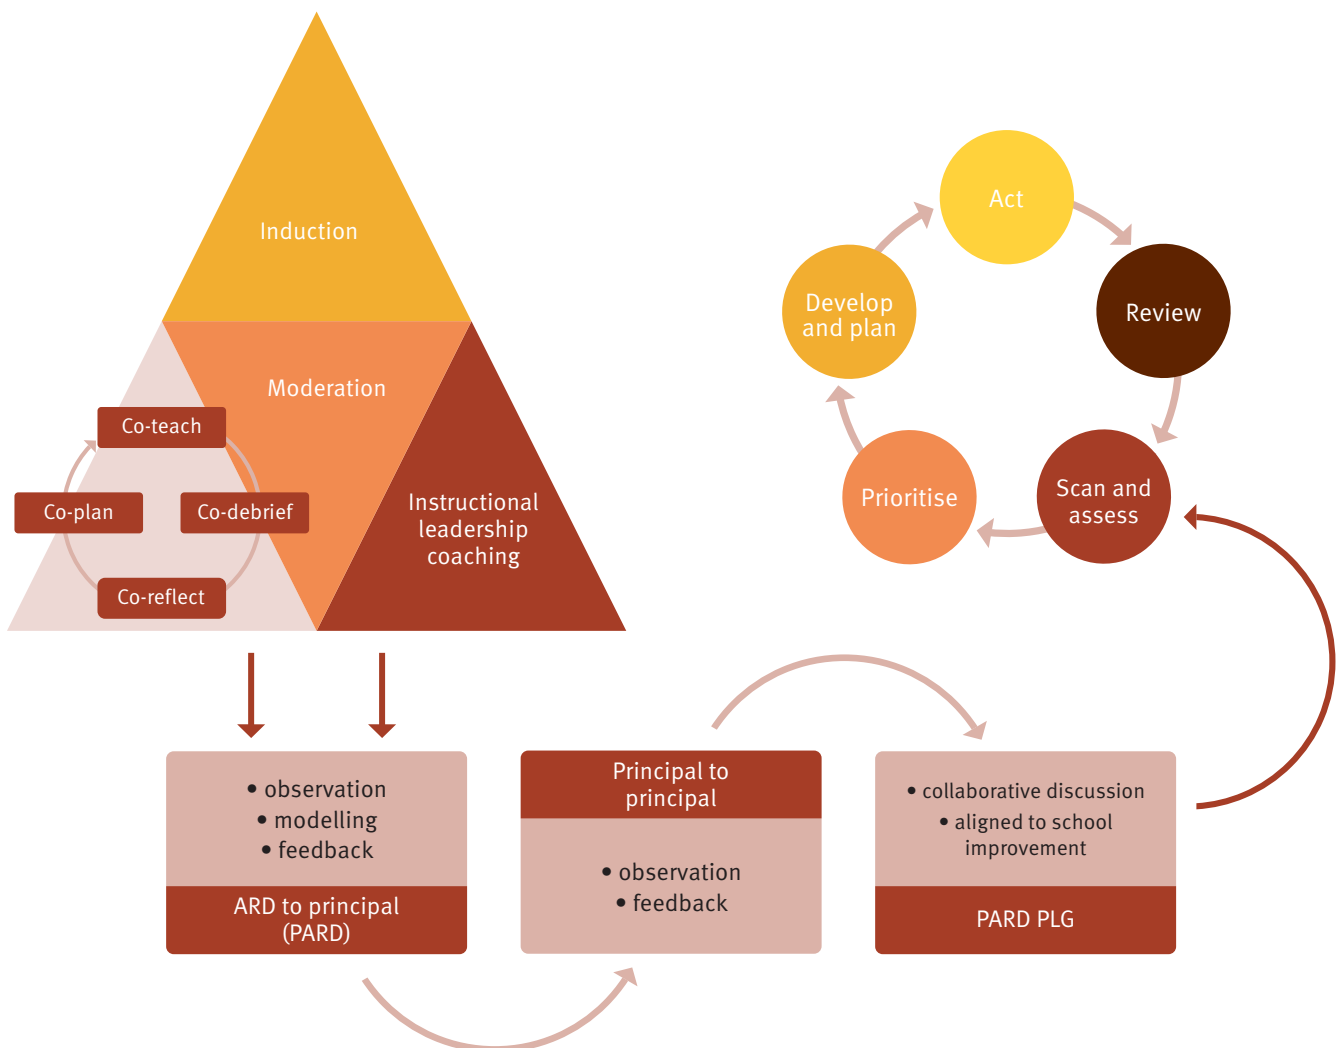 Induction
Moderation
Co-teach
Co-plan
Co-debrief
Co-reflect
Instructional
leadership
coaching
Act
Develop
and plan
Review
Prioritise
Scan and
assess
• observation
• modelling
• feedback
ARD to principal
(PARD)
Principal to
principal
• observation
• feedback
• collaborative discussion
• aligned to school
improvement
PARD PLG